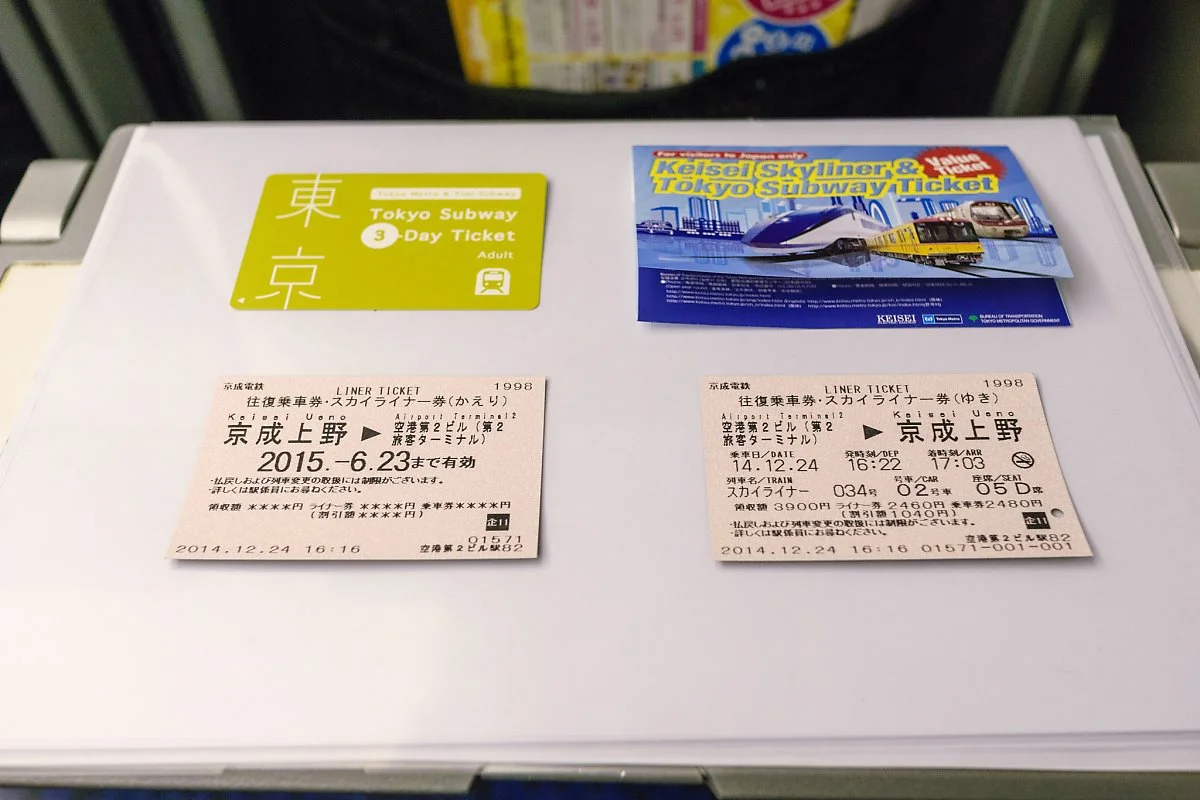 東京
Tokyo Metro & Toei Subway
Tokyo Subway
3-Day Ticket
Adult
For visitors to Japan only
Keisei Skyliner &
Tokyo Subway Ticket
Value
Ticket
KEISEI
Tokyo Metro
BUREAU OF TRANSPORTATION
TOKYO METROPOLITAN GOVERNMENT
京成電鉄 LINER TICKET 1998
往復乗車券・スカイライナー券(かえり)
Keisei Ueno Airport Terminal2
京成上野 ▶ 空港第2ビル(第2
旅客ターミナル)
2015.-6.23まで有効
・払戻しおよび列車変更の取扱には制限がございます。
・詳しくは駅係員にお尋ねください。
領収額 ****円 ライナー券 ****円 乗車券****円
(割引額****円)
企11
01571
2014.12.24 16:16 空港第2ビル駅82
京成電鉄 LINER TICKET 1998
往復乗車券・スカイライナー券(ゆき)
Airport Terminal2 Keisei Ueno
空港第2ビル(第2 ▶ 京成上野
旅客ターミナル)
乗車日/DATE 発時刻/DEP 着時刻/ARR
14.12.24 16:22 17:03
列車名/TRAIN 号車/CAR 座席/SEAT
スカイライナー 034号 02号車 05D席
領収額 3900円 ライナー券 2460円 乗車券2480円
(割引額1040円)
・払戻しおよび列車変更の取扱には制限がございます。
・詳しくは駅係員にお尋ねください。
企11
空港第2ビル駅82
2014.12.24 16:16 01571-001-001